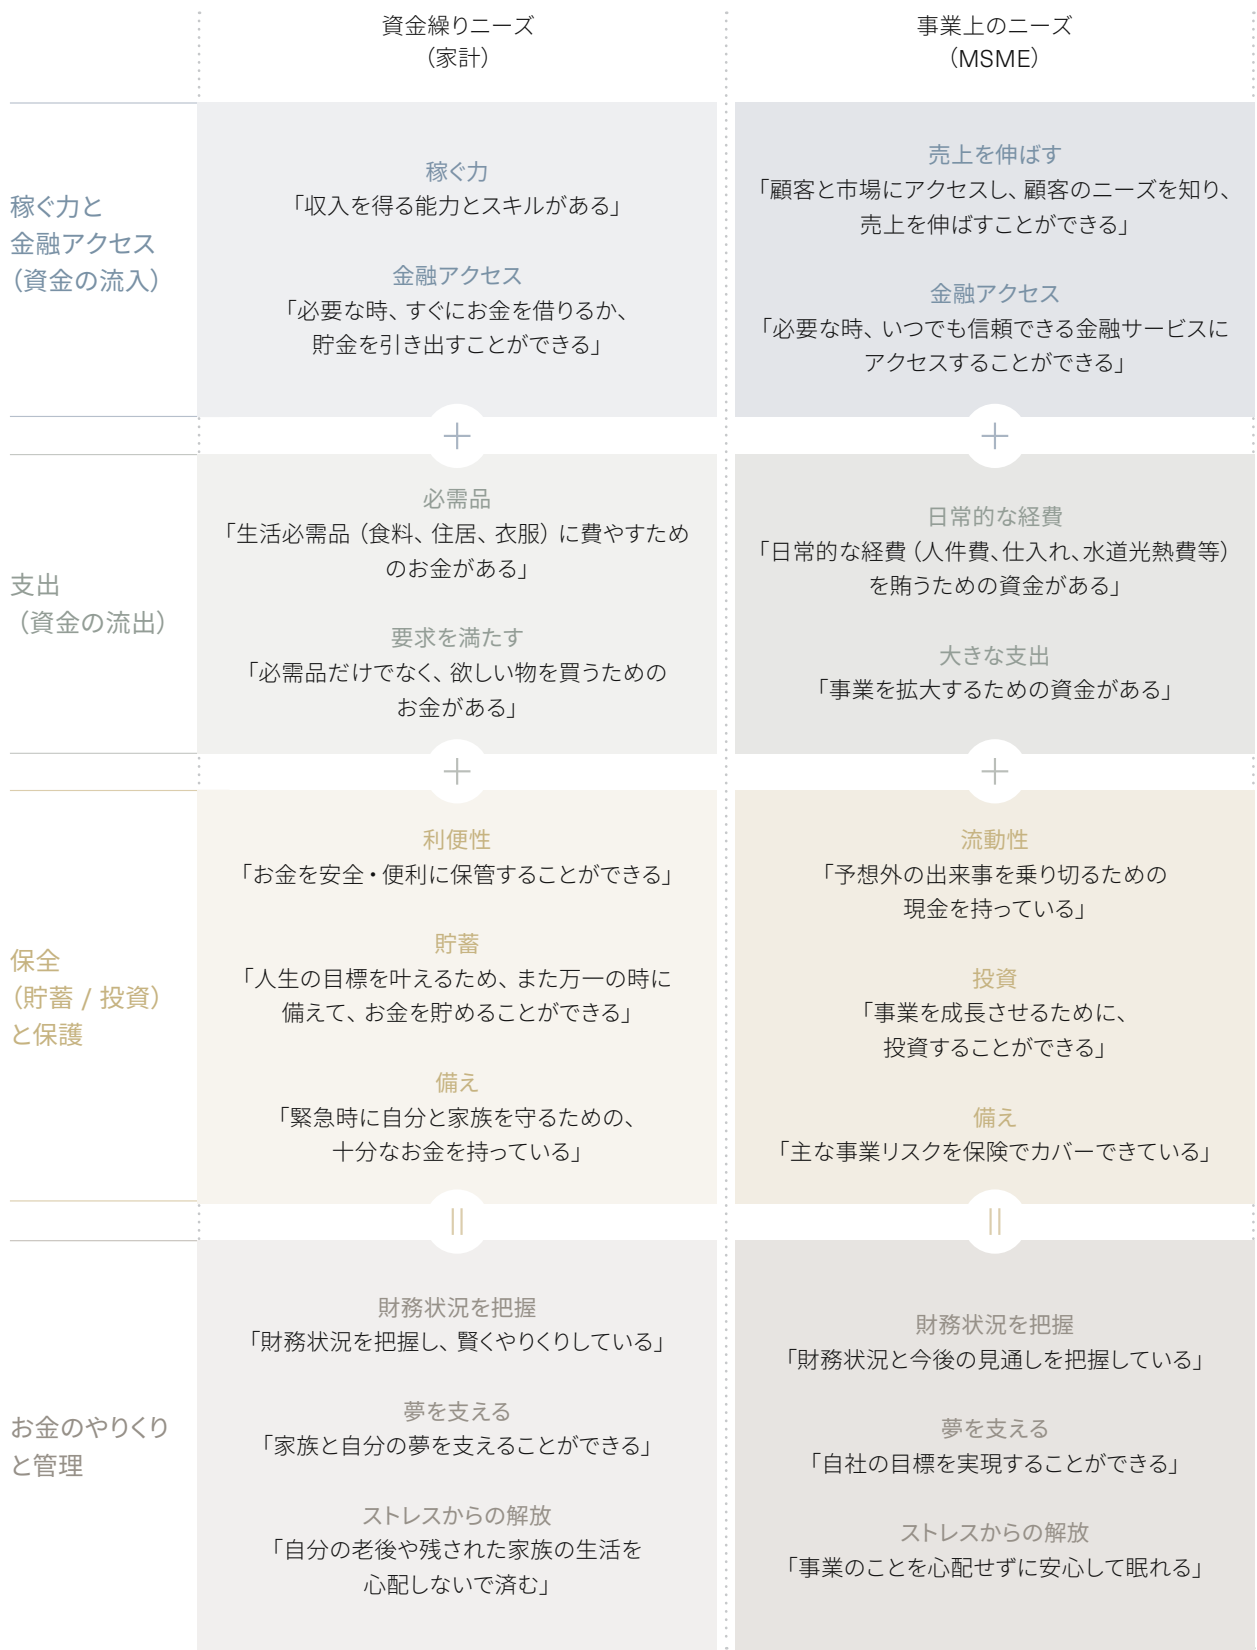 資金繰りニーズ
（家計）
事業上のニーズ
（MSME）
稼ぐ力と
金融アクセス
（資金の流入）
稼ぐ力
「収入を得る能力とスキルがある」
金融アクセス
「必要な時、すぐにお金を借りるか、
貯金を引き出すことができる」
売上を伸ばす
「顧客と市場にアクセスし、顧客のニーズを知り、
売上を伸ばすことができる」
金融アクセス
「必要な時、いつでも信頼できる金融サービスに
アクセスすることができる」
+
+
支出
（資金の流出）
必需品
「生活必需品（食料、住居、衣服）に費やすため
のお金がある」
要求を満たす
「必需品だけでなく、欲しい物を買うための
お金がある」
日常的な経費
「日常的な経費（人件費、仕入れ、水道光熱費等）
を賄うための資金がある」
大きな支出
「事業を拡大するための資金がある」
+
+
保全
（貯蓄 / 投資）
と保護
利便性
「お金を安全・便利に保管することができる」
貯蓄
「人生の目標を叶えるため、また万一の時に
備えて、お金を貯めることができる」
備え
「緊急時に自分と家族を守るための、
十分なお金を持っている」
流動性
「予想外の出来事を乗り切るための
現金を持っている」
投資
「事業を成長させるために、
投資することができる」
備え
「主な事業リスクを保険でカバーできている」
||
||
お金のやりくり
と管理
財務状況を把握
「財務状況を把握し、賢くやりくりしている」
夢を支える
「家族と自分の夢を支えることができる」
ストレスからの解放
「自分の老後や残された家族の生活を
心配しないで済む」
財務状況を把握
「財務状況と今後の見通しを把握している」
夢を支える
「自社の目標を実現することができる」
ストレスからの解放
「事業のことを心配せずに安心して眠れる」